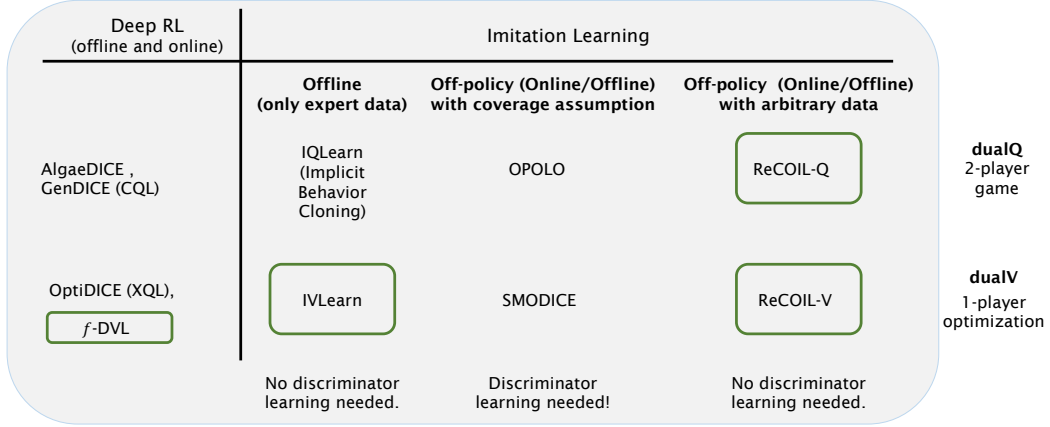 Deep RL
(offline and online)
Imitation Learning
Offline
(only expert data)
Off-policy (Online/Offline)
with coverage assumption
Off-policy (Online/Offline)
with arbitrary data
AlgaeDICE ,
GenDICE (CQL)
IQLearn
(Implicit
Behavior
Cloning)
OPOLO
ReCOIL-Q
dualQ
2-player
game
OptiDICE (XQL),
f-DVL
IVLearn
SMODICE
ReCOIL-V
dualV
1-player
optimization
No discriminator
learning needed.
Discriminator
learning needed!
No discriminator
learning needed.